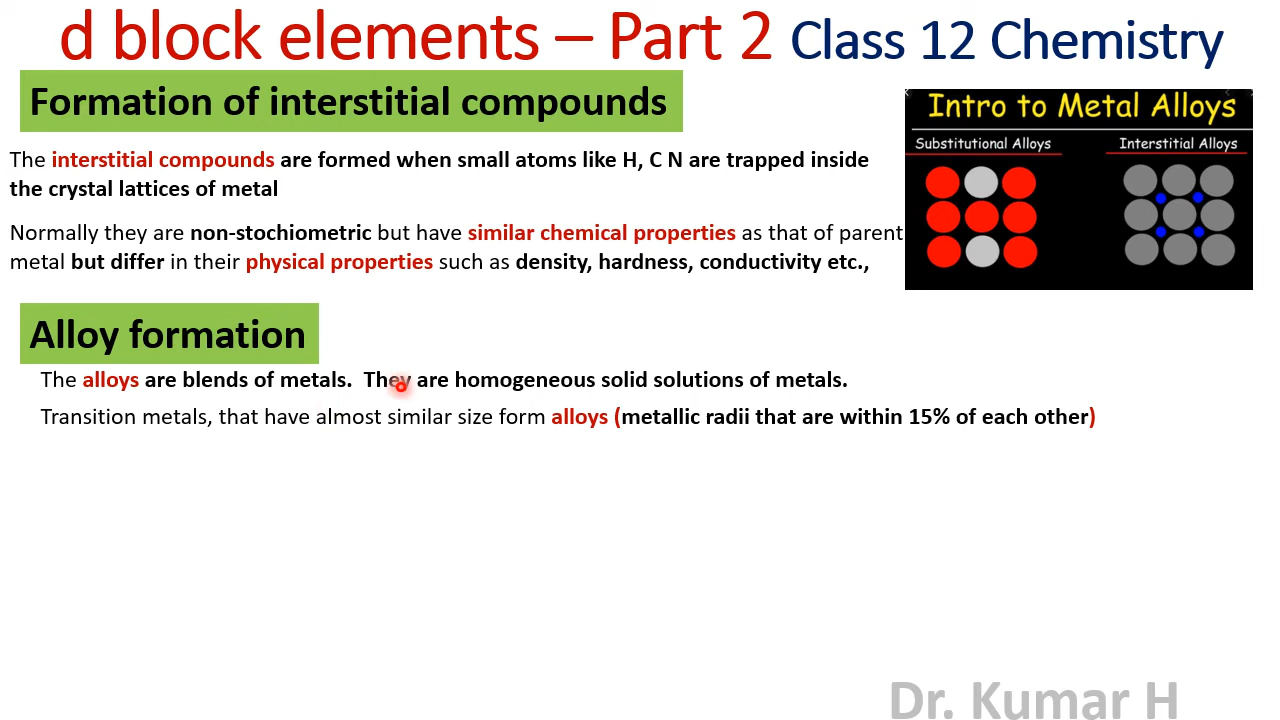 d block elements – Part 2 Class 12 Chemistry
Formation of interstitial compounds
The interstitial compounds are formed when small atoms like H, C N are trapped inside
the crystal lattices of metal
Normally they are non-stochiometric but have similar chemical properties as that of parent
metal but differ in their physical properties such as density, hardness, conductivity etc.,
Intro to Metal Alloys
Substitutional Alloys
Interstitial Alloys
Alloy formation
The alloys are blends of metals. They are homogeneous solid solutions of metals.
Transition metals, that have almost similar size form alloys (metallic radii that are within 15% of each other)
Dr. Kumar H